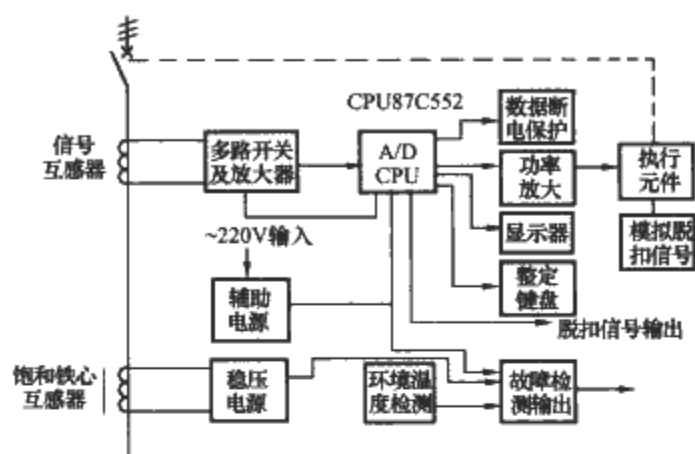 CPU87C552
数据断
电保护
信号
互感器
多路开关
及放大器
A/D
CPU
功率
放大
执行
元件
~220V输入
显示器
模拟脱
扣信号
辅助
电源
整定
键盘
脱扣信号输出
饱和铁心
互感器
稳压
电源
环境温
度检测
故障检
测输出